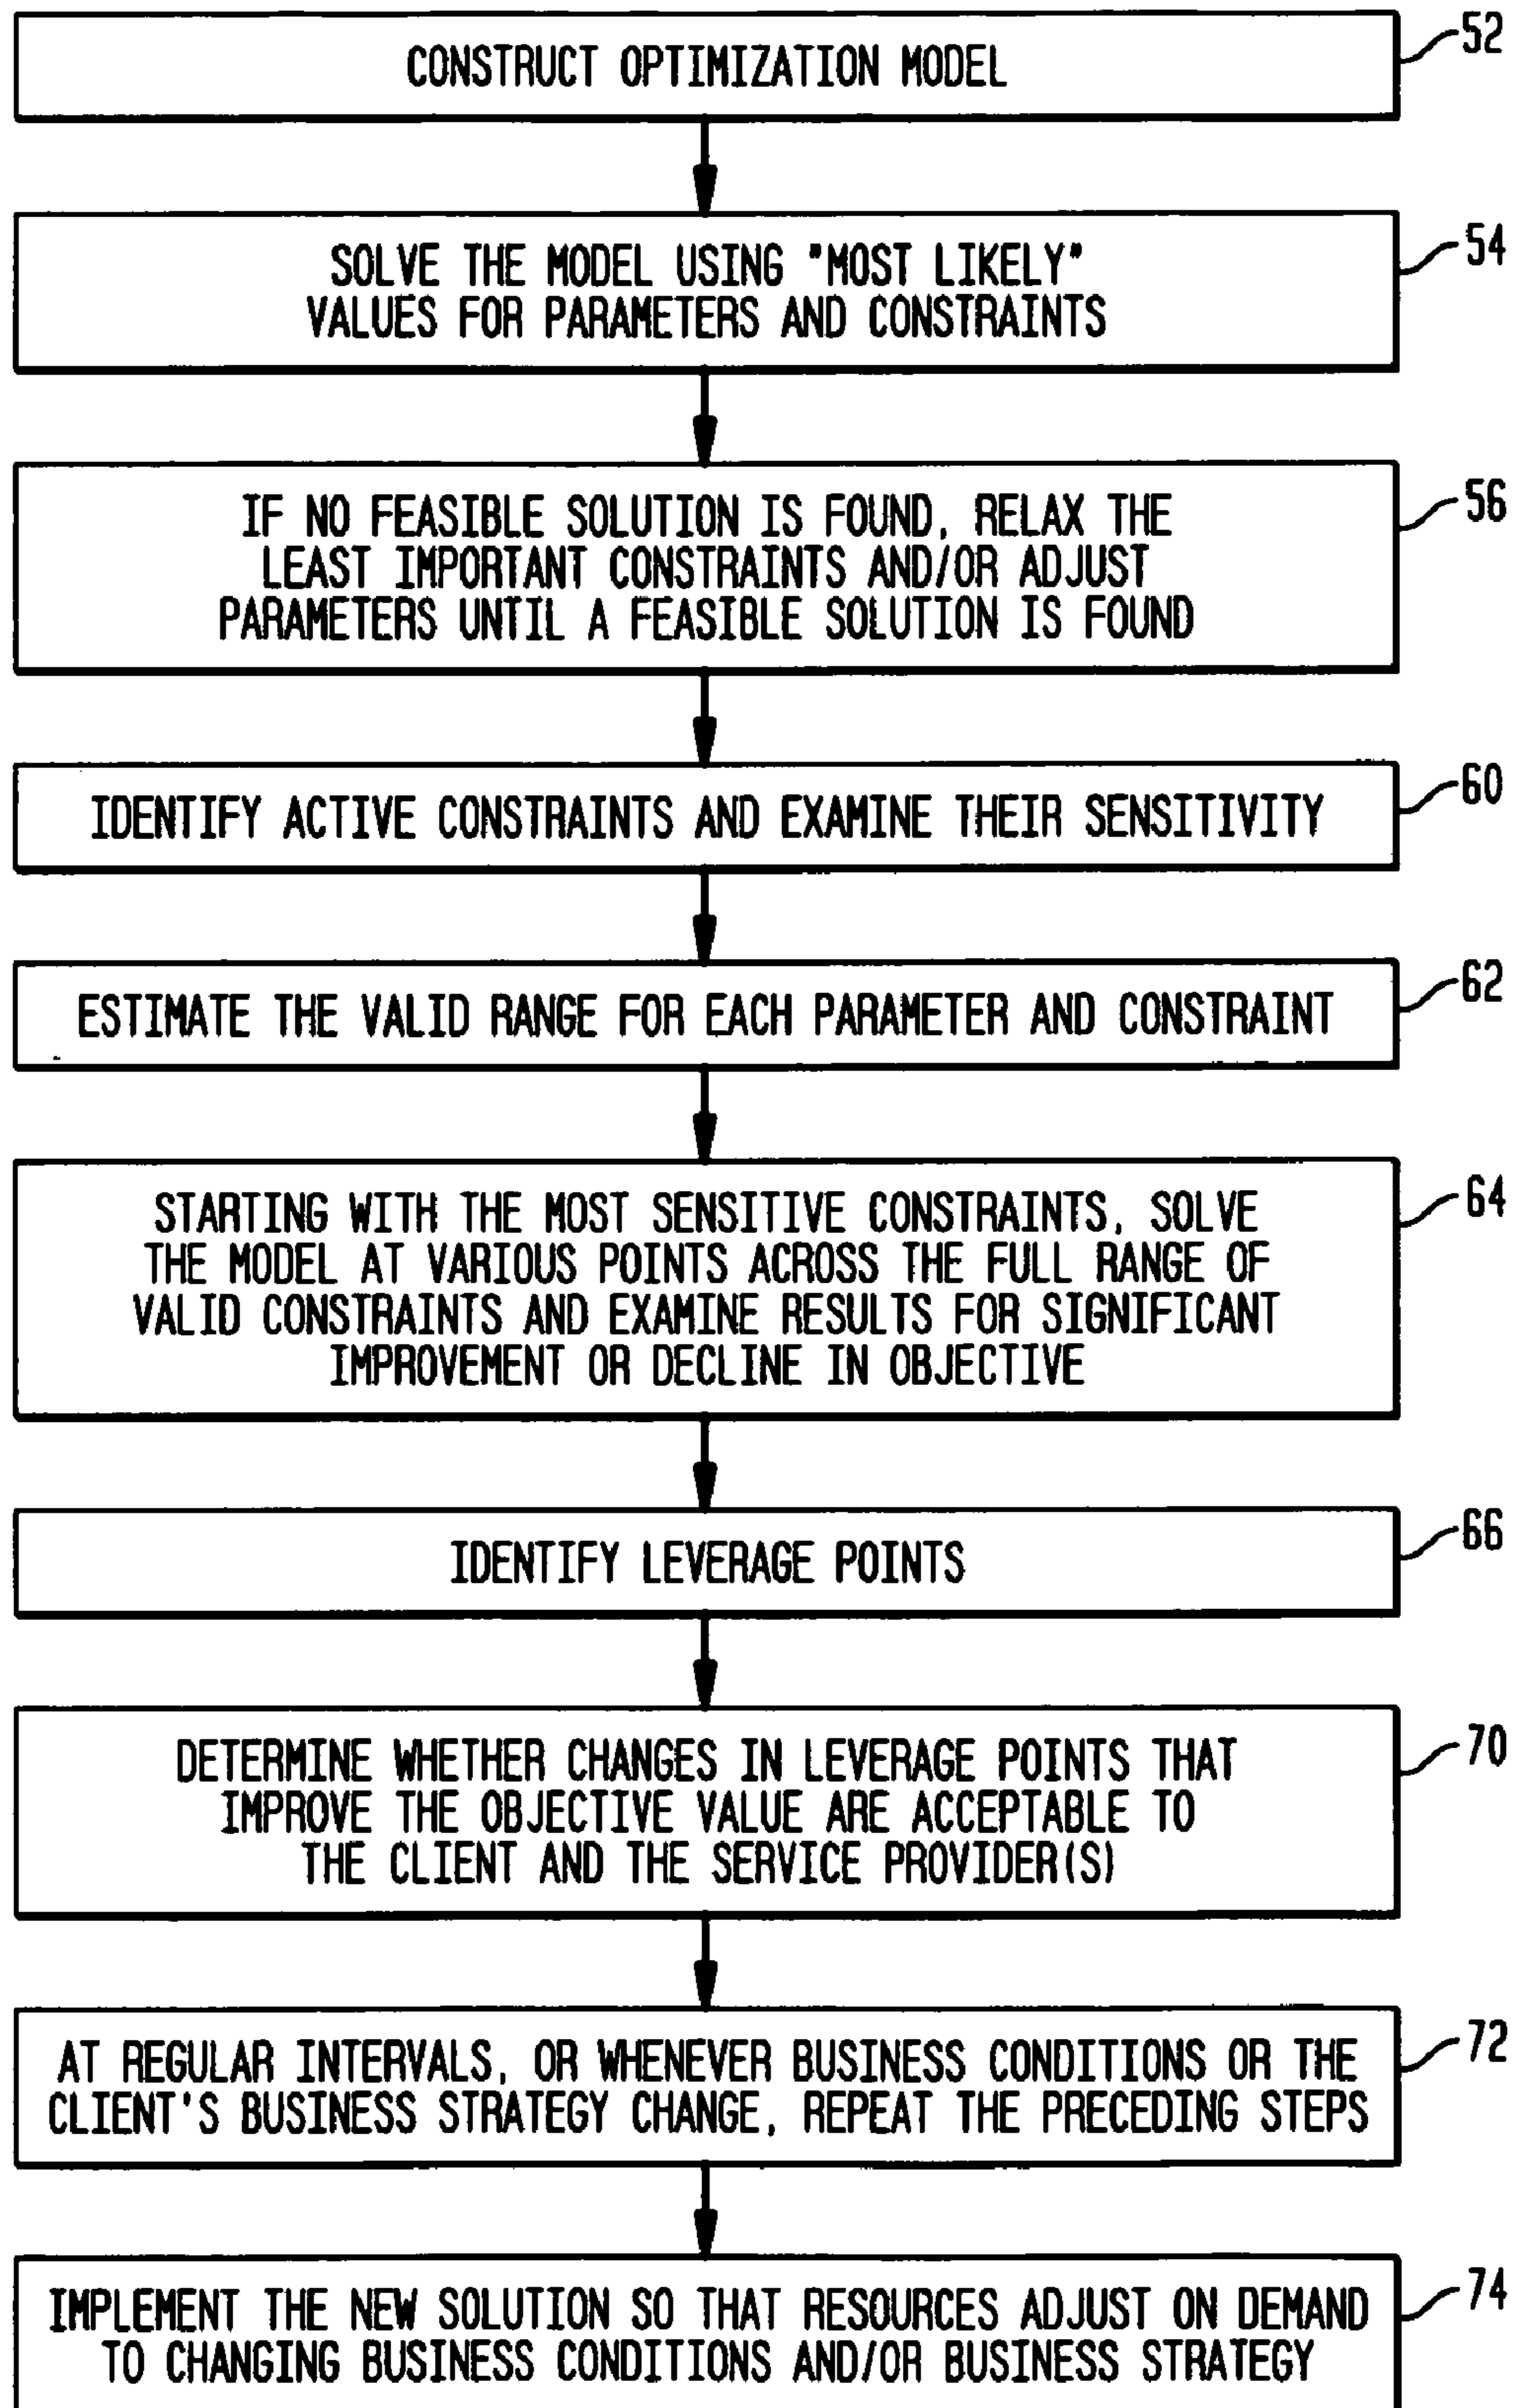 52
CONSTRUCT OPTIMIZATION MODEL
54
SOLVE THE MODEL USING "MOST LIKELY"
VALUES FOR PARAMETERS AND CONSTRAINTS
56
IF NO FEASIBLE SOLUTION IS FOUND, RELAX THE
LEAST IMPORTANT CONSTRAINTS AND/OR ADJUST
PARAMETERS UNTIL A FEASIBLE SOLUTION IS FOUND
60
IDENTIFY ACTIVE CONSTRAINTS AND EXAMINE THEIR SENSITIVITY
62
ESTIMATE THE VALID RANGE FOR EACH PARAMETER AND CONSTRAINT
64
STARTING WITH THE MOST SENSITIVE CONSTRAINTS, SOLVE
THE MODEL AT VARIOUS POINTS ACROSS THE FULL RANGE OF
VALID CONSTRAINTS AND EXAMINE RESULTS FOR SIGNIFICANT
IMPROVEMENT OR DECLINE IN OBJECTIVE
66
IDENTIFY LEVERAGE POINTS
70
DETERMINE WHETHER CHANGES IN LEVERAGE POINTS THAT
IMPROVE THE OBJECTIVE VALUE ARE ACCEPTABLE TO
THE CLIENT AND THE SERVICE PROVIDER(S)
72
AT REGULAR INTERVALS, OR WHENEVER BUSINESS CONDITIONS OR THE
CLIENT'S BUSINESS STRATEGY CHANGE, REPEAT THE PRECEDING STEPS
74
IMPLEMENT THE NEW SOLUTION SO THAT RESOURCES ADJUST ON DEMAND
TO CHANGING BUSINESS CONDITIONS AND/OR BUSINESS STRATEGY